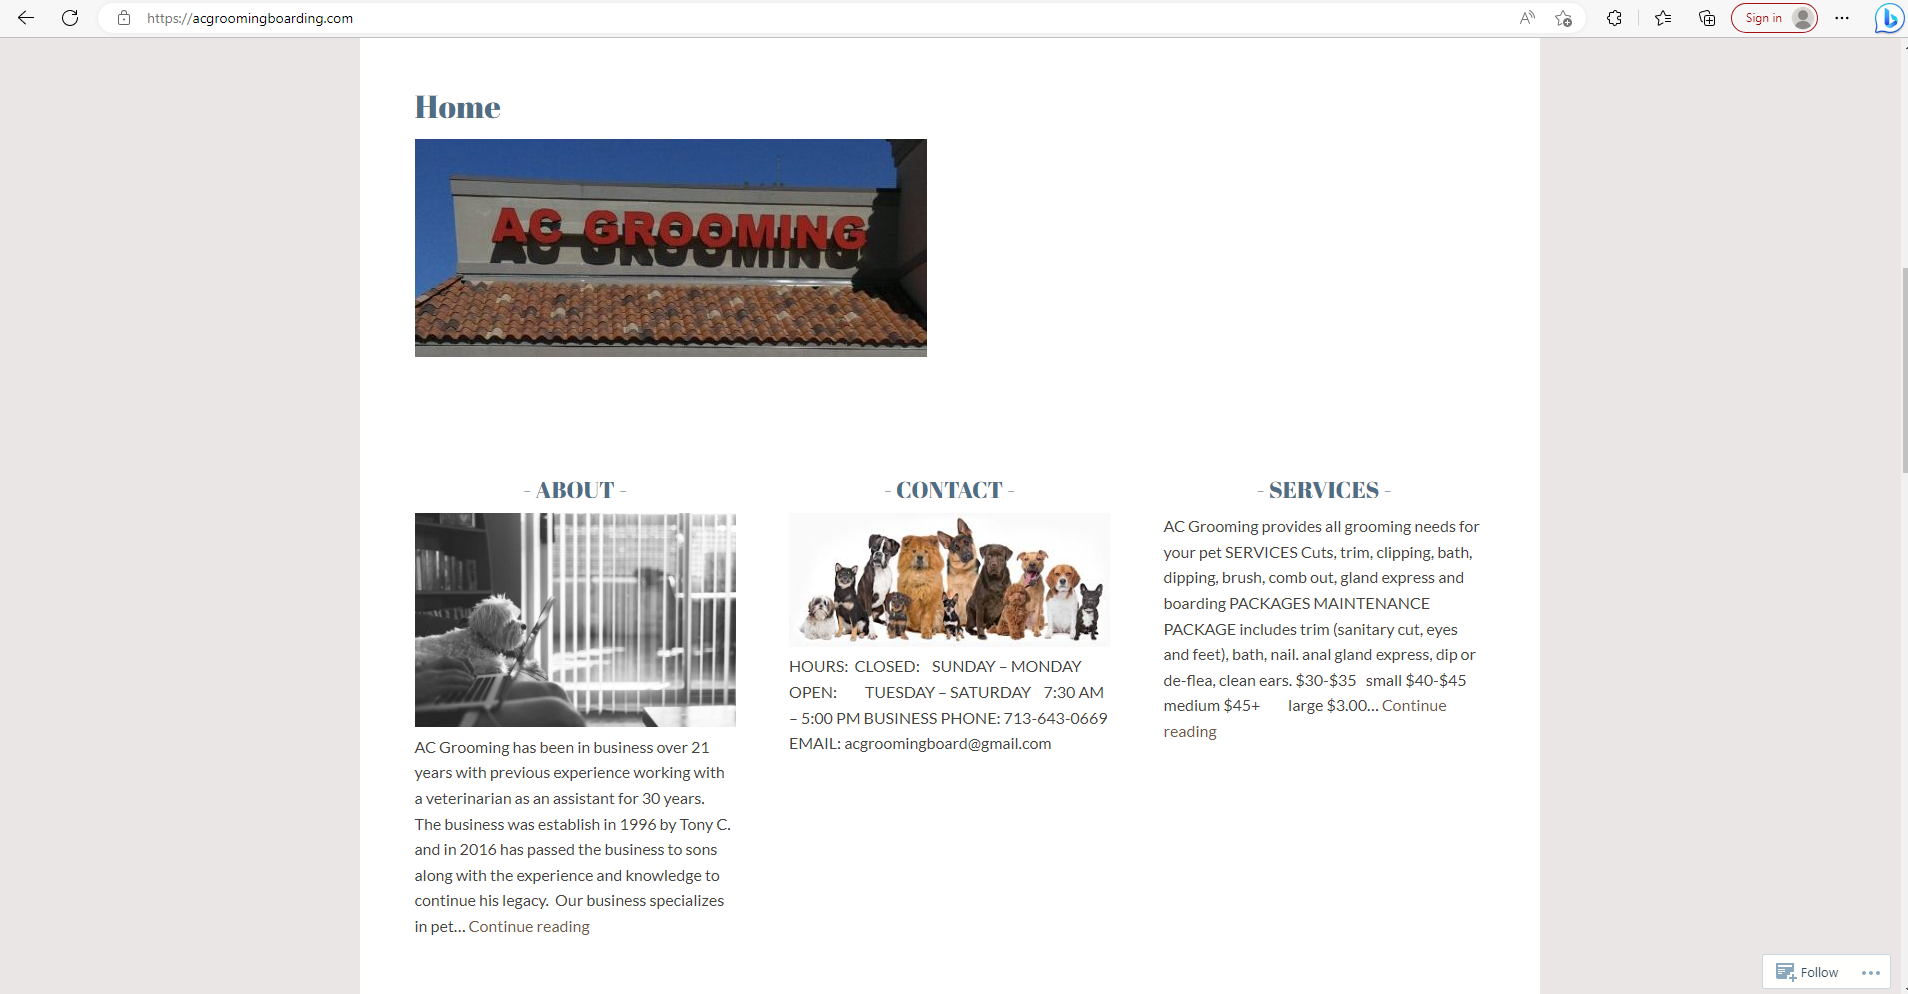 https://acgroomingboarding.com
Sign in
Home
AC GROOMING
- ABOUT -
AC Grooming has been in business over 21
years with previous experience working with
a veterinarian as an assistant for 30 years.
The business was establish in 1996 by Tony C.
and in 2016 has passed the business to sons
along with the experience and knowledge to
continue his legacy.  Our business specializes
in pet… Continue reading
- CONTACT -
HOURS:  CLOSED:   SUNDAY – MONDAY
OPEN:       TUESDAY – SATURDAY   7:30 AM
– 5:00 PM BUSINESS PHONE: 713-643-0669
EMAIL: acgroomingboard@gmail.com
- SERVICES -
AC Grooming provides all grooming needs for
your pet SERVICES Cuts, trim, clipping, bath,
dipping, brush, comb out, gland express and
boarding PACKAGES MAINTENANCE
PACKAGE includes trim (sanitary cut, eyes
and feet), bath, nail. anal gland express, dip or
de-flea, clean ears. $30-$35  small $40-$45
medium $45+       large $3.00… Continue
reading
Follow